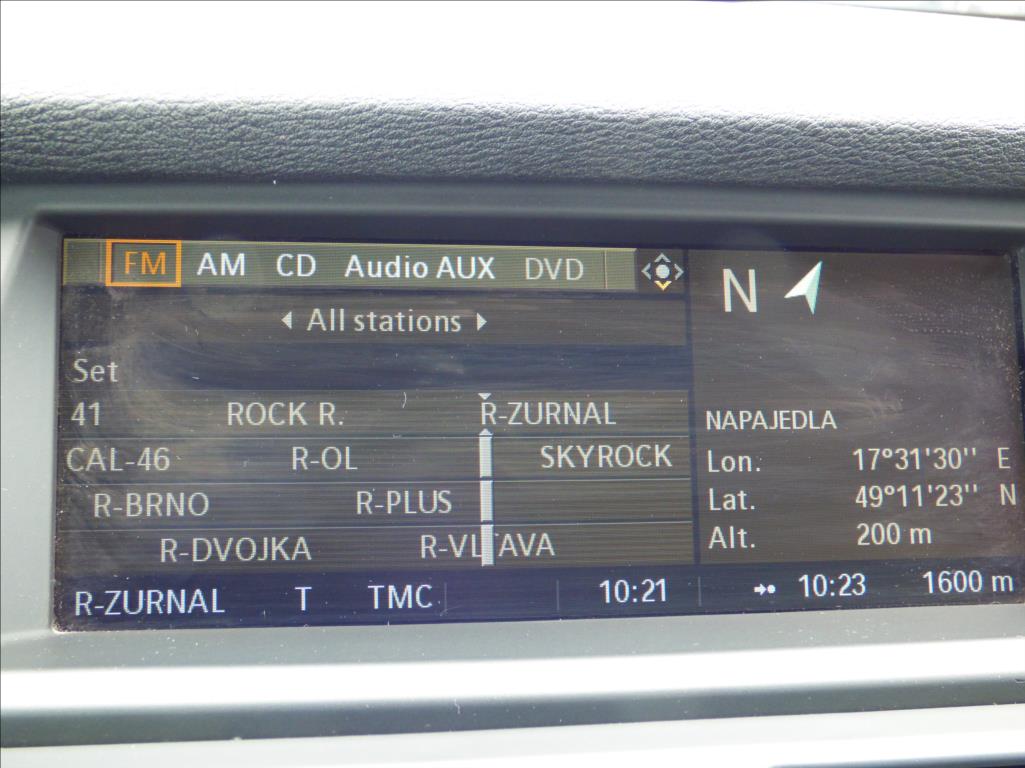 FM AM CD Audio AUX DVD
All stations
Set
41 ROCK R. R-ZURNAL
CAL-46 R-OL SKYROCK
R-BRNO R-PLUS
R-DVOJKA R-VLTAVA
R-ZURNAL T TMC 10:21
N
NAPAJEDLA
Lon. 17°31'30'' E
Lat. 49°11'23'' N
Alt. 200 m
10:23 1600 m